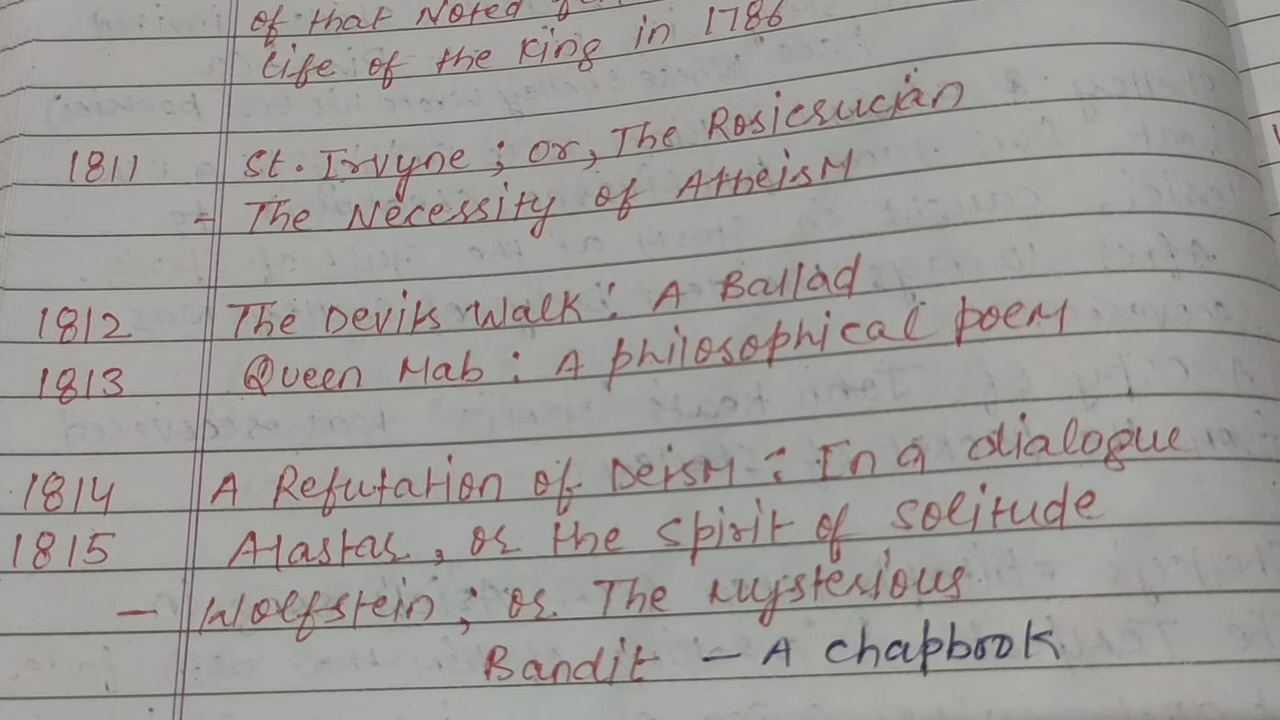 of that Noted
life of the King in 1786
1811 St. Irvyne ; or, The Rosicrucian
- The Necessity of Atheism
1812 The Devils Walk : A Ballad
1813 Queen Mab : A philosophical poem
1814 A Refutation of Deism : In a dialogue
1815 Alastar, or the spirit of solitude
- Wolfstein ; or The Mysterious
Bandit - A chapbook